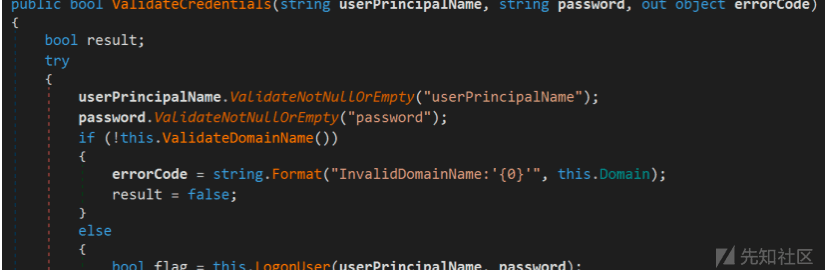 public bool ValidateCredentials(string userPrincipalName, string password, out object errorCode)
{
bool result;
try
{
userPrincipalName.ValidateNotNullOrEmpty("userPrincipalName");
password.ValidateNotNullOrEmpty("password");
if (!this.ValidateDomainName())
{
errorCode = string.Format("InvalidDomainName:'{0}'", this.Domain);
result = false;
}
else
{
bool flag = this.LogonUser(userPrincipalName, password);
先知社区